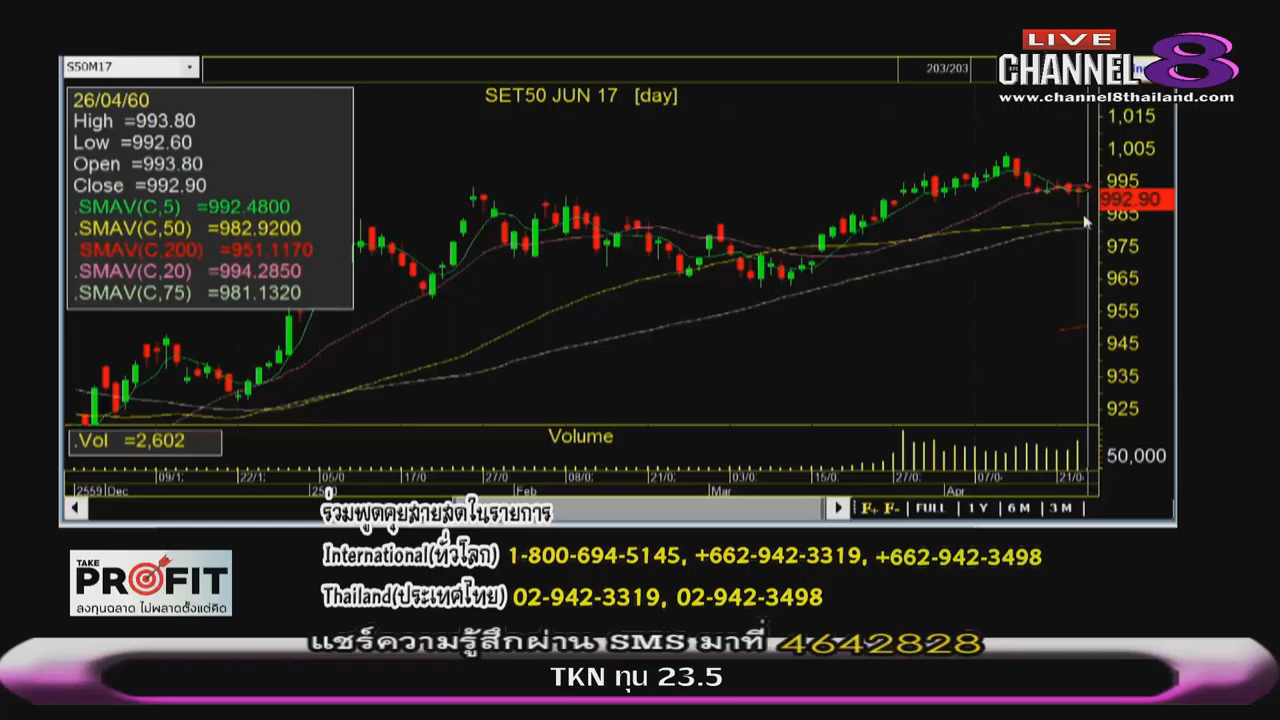 LIVE
CHANNEL 8
www.channel8thailand.com
S50M17
203/203
SET50 JUN 17 [day]
26/04/60
High =993.80
Low =992.60
Open =993.80
Close =992.90
.SMAV(C,5) =992.4800
.SMAV(C,50) =982.9200
.SMAV(C,200) =951.1170
.SMAV(C,20) =994.2850
.SMAV(C,75) =981.1320
1,015
1,005
995
992.90
985
975
965
955
945
935
925
.Vol =2,602
Volume
50,000
09/1; 22/1; 05/0 17/0 27/0 08/0; 21/0; 03/0; 15/0; 27/0; 07/0 21/0
2559 Dec Feb Mar Apr
F+ F- FULL 1 Y 6 M 3 M
ร่วมพูดคุยสายสดในรายการ
International(ทั่วโลก) 1-800-694-5145, +662-942-3319, +662-942-3498
Thailand(ประเทศไทย) 02-942-3319, 02-942-3498
TAKE
PROFIT
ลงทุนฉลาด ไม่พลาดตั้งแต่คิด
แชร์ความรู้สึกผ่าน SMS มาที่ 4642828
TKN ทุน 23.5